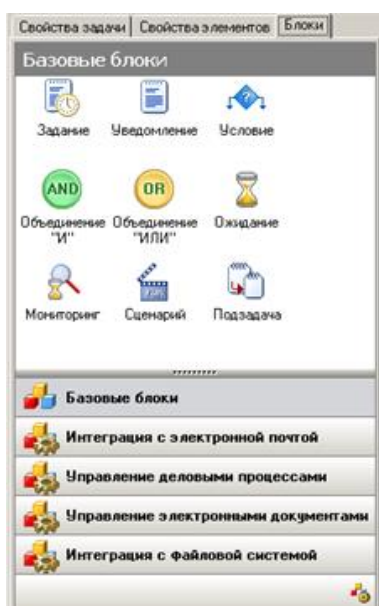 Свойства задачи Свойства элементов Блоки
Базовые блоки
Задание Уведомление Условие
AND OR
Объединение "И" Объединение "ИЛИ" Ожидание
Мониторинг Сценарий Подзадача
Базовые блоки
Интеграция с электронной почтой
Управление деловыми процессами
Управление электронными документами
Интеграция с файловой системой